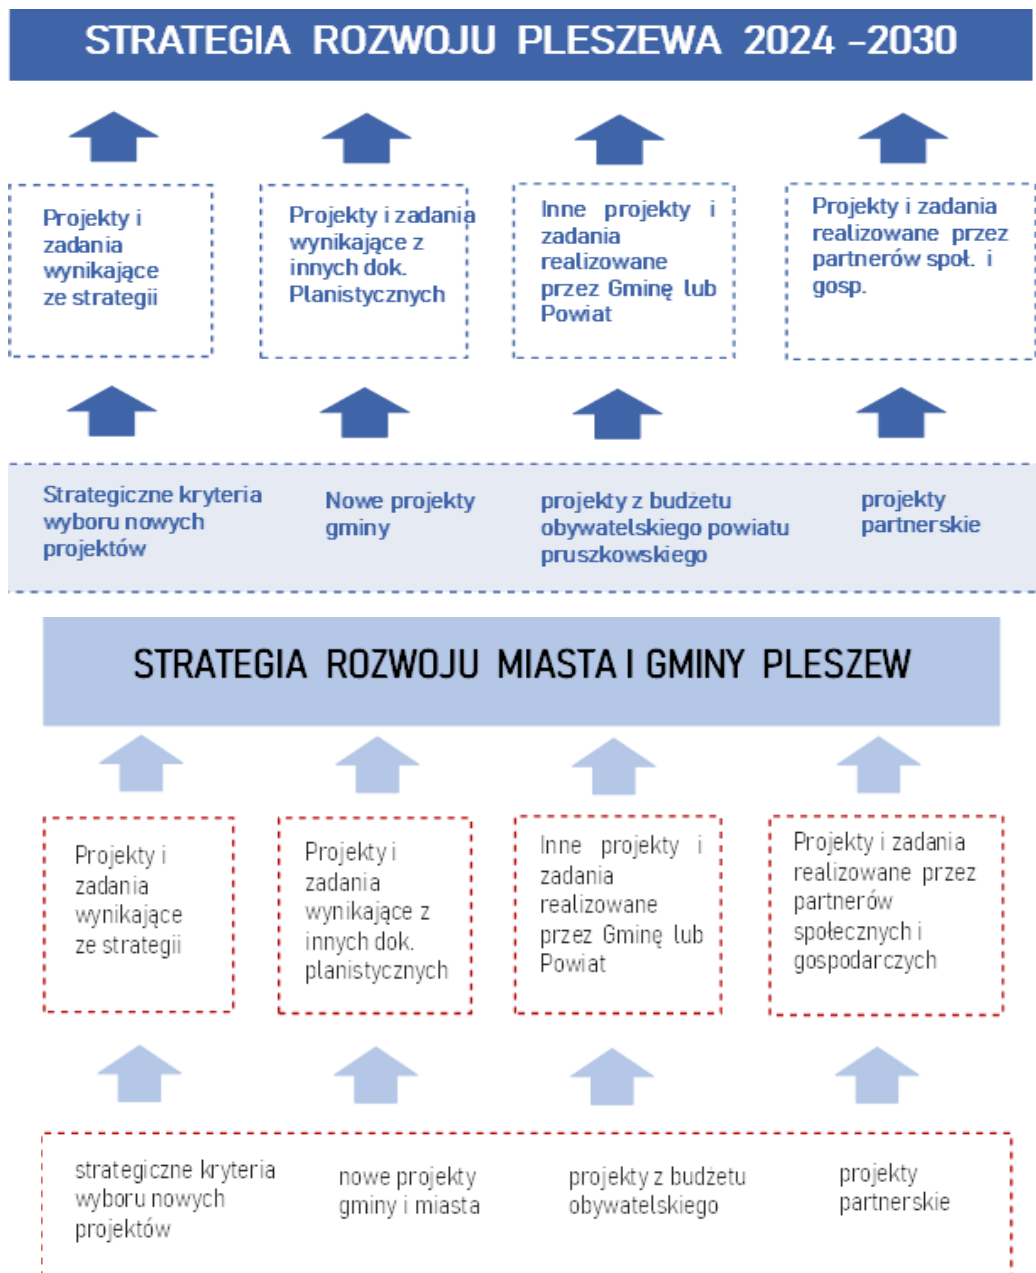 STRATEGIA ROZWOJU PLESZEWA 2024 –2030
Projekty i
zadania
wynikające
ze strategii
Projekty i zadania
wynikające z
innych dok.
Planistycznych
Inne projekty i
zadania
realizowane
przez Gminę lub
Powiat
Projekty i zadania
realizowane przez
partnerów społ. i
gosp.
Strategiczne kryteria
wyboru nowych
projektów
Nowe projekty
gminy
projekty z budżetu
obywatelskiego powiatu
pruszkowskiego
projekty
partnerskie
STRATEGIA ROZWOJU MIASTA I GMINY PLESZEW
Projekty i
zadania
wynikające
ze strategii
Projekty i
zadania
wynikające z
innych dok.
planistycznych
Inne projekty i
zadania
realizowane
przez Gminę lub
Powiat
Projekty i zadania
realizowane przez
partnerów
społecznych i
gospodarczych
strategiczne kryteria
wyboru nowych
projektów
nowe projekty
gminy i miasta
projekty z budżetu
obywatelskiego
projekty
partnerskie